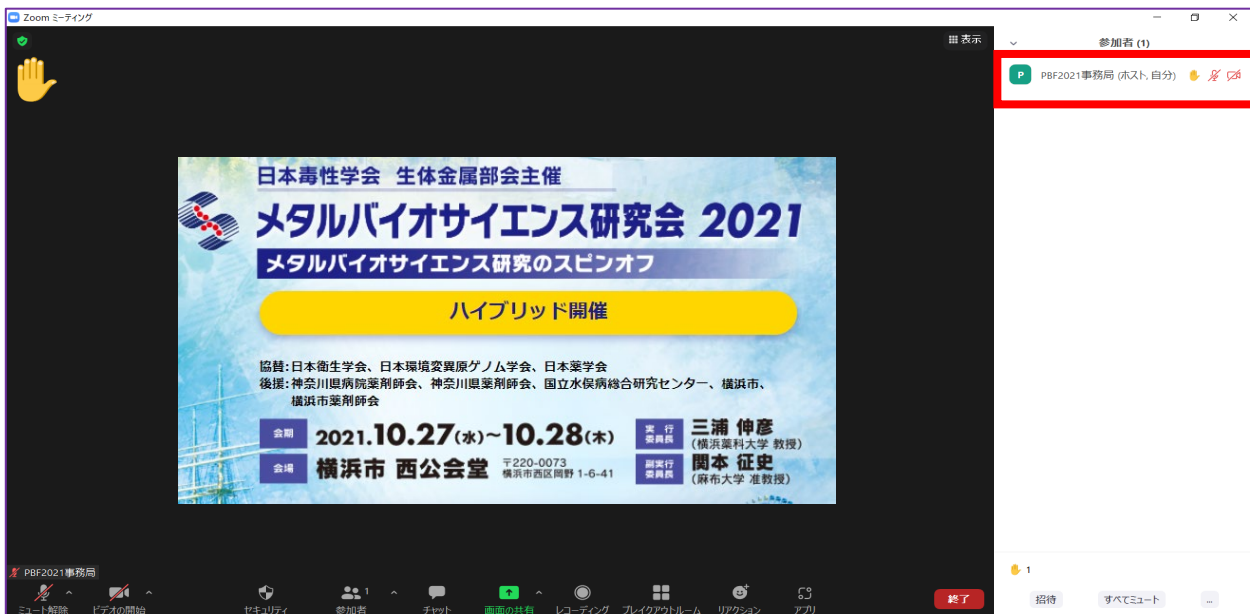 Zoom ミーティング
表示
参加者 (1)
P PBF2021事務局 (ホスト, 自分)
日本毒性学会 生体金属部会主催
メタルバイオサイエンス研究会 2021
メタルバイオサイエンス研究のスピンオフ
ハイブリッド開催
協賛:日本衛生学会、日本環境変異原ゲノム学会、日本薬学会
後援:神奈川県病院薬剤師会、神奈川県薬剤師会、国立水俣病総合研究センター、横浜市、
横浜市薬剤師会
会期 2021.10.27(水)~10.28(木)
実行委員長 三浦 伸彦
(横浜薬科大学 教授)
会場 横浜市 西公会堂 〒220-0073
横浜市西区岡野 1-6-41
副実行委員長 関本 征史
(麻布大学 准教授)
PBF2021事務局
1
ミュート解除 ビデオの開始 セキュリティ 参加者 1 チャット 画面の共有 レコーディング ブレイクアウトルーム リアクション アプリ 終了
招待 すべてミュート ...